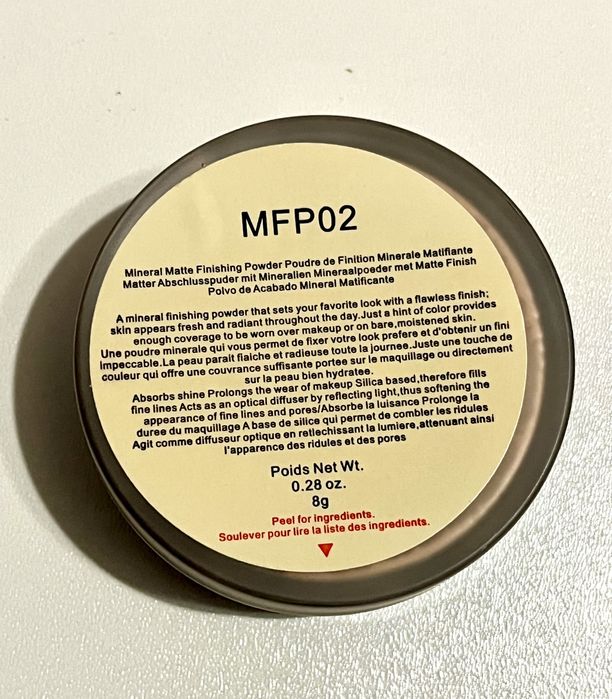 MFP02
Mineral Matte Finishing Powder Poudre de Finition Minerale Matifiante
Matter Abschlusspuder mit Mineralien Mineraalpoeder met Matte Finish
Polvo de Acabado Mineral Matificante
A mineral finishing powder that sets your favorite look with a flawless finish;
skin appears fresh and radiant throughout the day.Just a hint of color provides
enough coverage to be worn over makeup or on bare,moistened skin.
Une poudre minerale qui vous permet de fixer votre look prefere et d'obtenir un fini
Impeccable.La peau parait fiaiche et radieuse toute la journee.Juste une touche de
couleur qui offre une couvrance suffisante portee sur le maquillage ou directement
sur la peau bien hydratee.
Absorbs shine Prolongs the wear of makeup Silica based,therefore fills
fine lines Acts as an optical diffuser by reflecting light,thus softening the
appearance of fine lines and pores/Absorbe la luisance Prolonge la
duree du maquillage A base de silice qui permet de combler les ridules
Agit comme diffuseur optique en retlechissant la lumiere,attenuant ainsi
l'apparence des ridules et des pores
Poids Net Wt.
0.28 oz.
8g
Peel for ingredients.
Soulever pour lire la liste des ingredients.